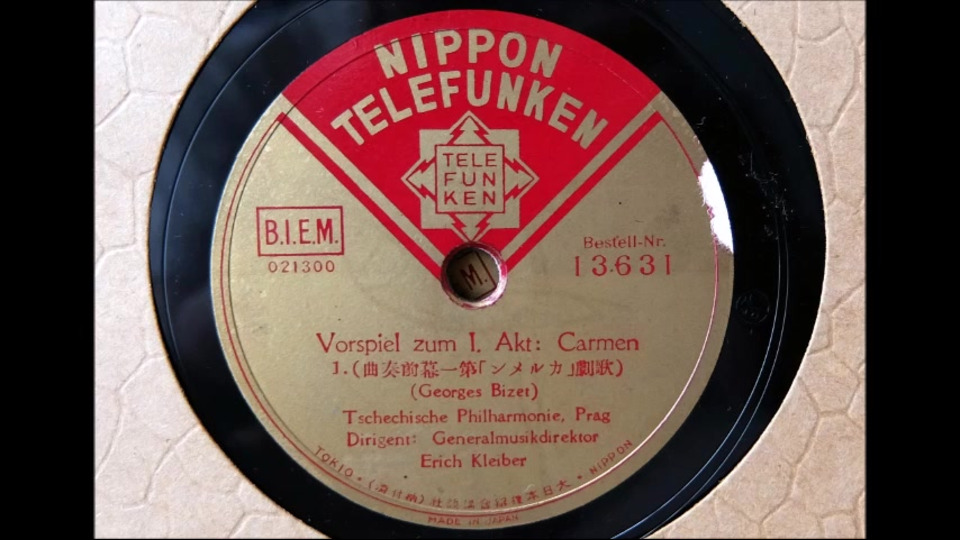 NIPPON
TELEFUNKEN
TELE
FUN
KEN
B.I.E.M.
021300
Bestell-Nr.
13631
M.
Vorspiel zum I. Akt: Carmen
1.(曲奏前幕一第「ンメルカ」劇歌)
(Georges Bizet)
Tschechische Philharmonie, Prag
Dirigent: Generalmusikdirektor
Erich Kleiber
TOKIO • NIPPON
MADE IN JAPAN